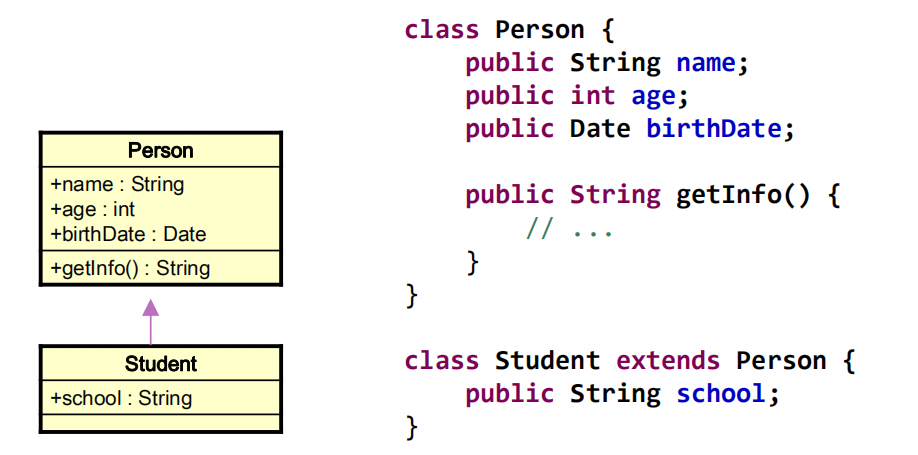 Person
+name : String
+age : int
+birthDate : Date
+getInfo() : String
Student
+school : String
class Person {
public String name;
public int age;
public Date birthDate;
public String getInfo() {
// ...
}
}
class Student extends Person {
public String school;
}